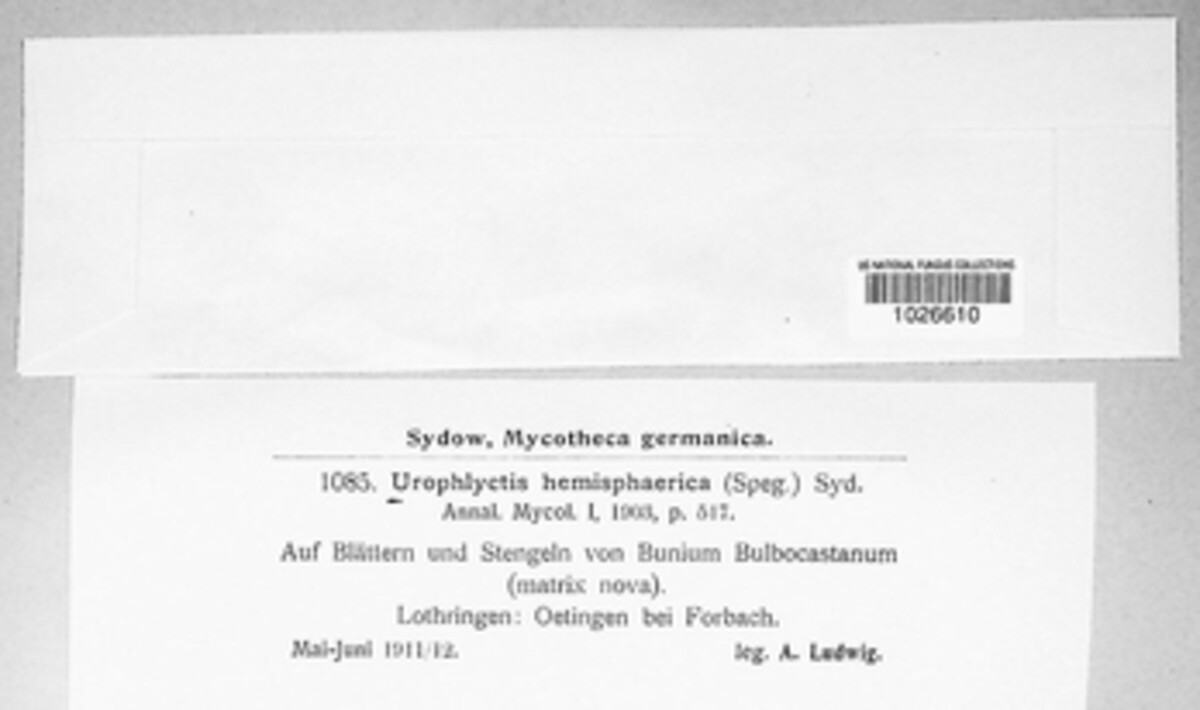 US NATIONAL FUNGUS COLLECTIONS
1026610
Sydow, Mycotheca germanica.
1085. Urophlyctis hemisphaerica (Speg.) Syd.
Annal. Mycol. I, 1903, p. 517.
Auf Blättern und Stengeln von Bunium Bulbocastanum
(matrix nova).
Lothringen: Oetingen bei Forbach.
Mai-Juni 1911/12. leg. A. Ludwig.